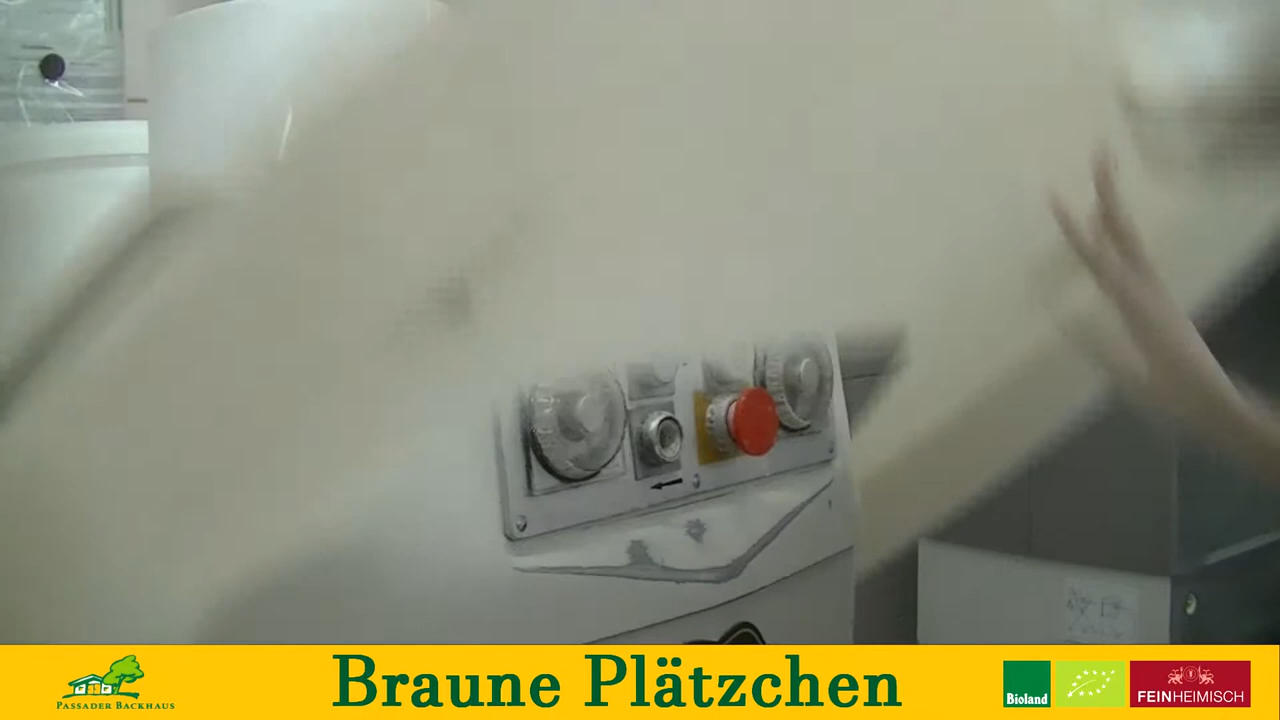 Braune Plätzchen
PASSADER BACKHAUS
Bioland
FEINHEIMISCH